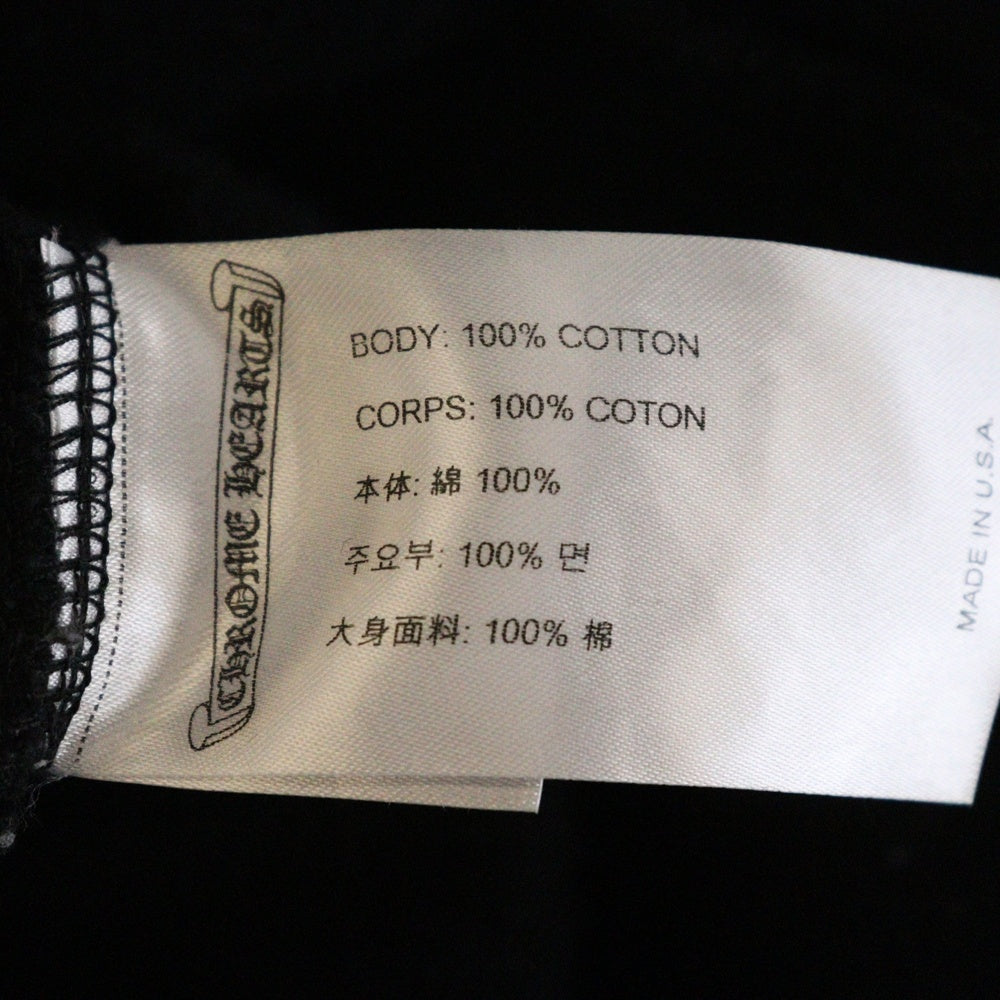 CHROME HEARTS
BODY: 100% COTTON
CORPS: 100% COTON
本体: 綿 100%
주요부: 100% 면
大身面料: 100% 棉
MADE IN U.S.A.